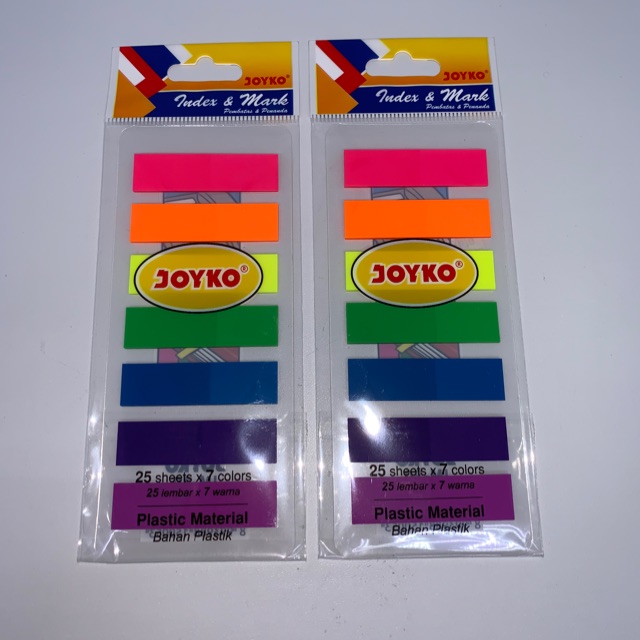 JOYKO®
Index & Mark
Pembatas & Penanda
JOYKO®
25 sheets x 7 colors
25 lembar x 7 warna
Plastic Material
Bahan Plastik
JOYKO®
Index & Mark
Pembatas & Penanda
JOYKO®
25 sheets x 7 colors
25 lembar x 7 warna
Plastic Material
Bahan Plastik